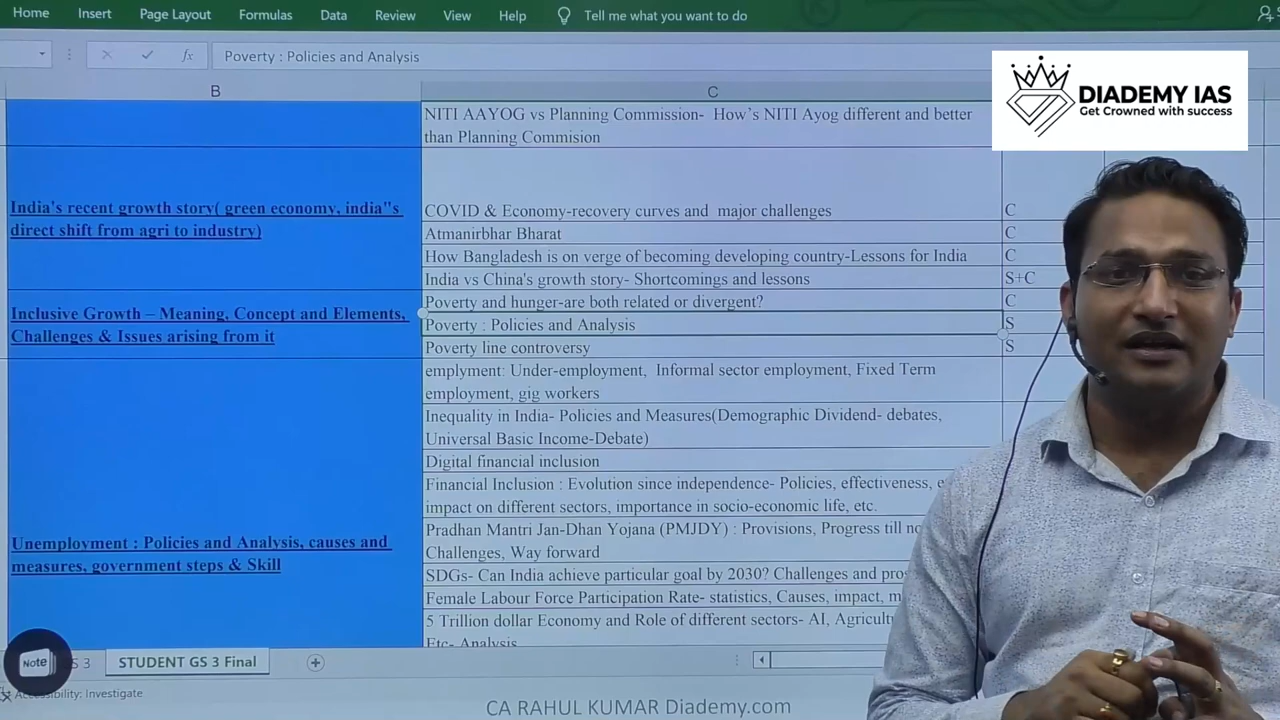 Home Insert Page Layout Formulas Data Review View Help Tell me what you want to do
fx Poverty : Policies and Analysis
DIADEMY IAS
Get Crowned with success
B C
NITI AAYOG vs Planning Commission- How's NITI Ayog different and better
than Planning Commision
India's recent growth story( green economy, india"s
direct shift from agri to industry)
COVID & Economy-recovery curves and major challenges C
Atmanirbhar Bharat C
How Bangladesh is on verge of becoming developing country-Lessons for India C
India vs China's growth story- Shortcomings and lessons S+C
Inclusive Growth – Meaning, Concept and Elements,
Challenges & Issues arising from it
Poverty and hunger-are both related or divergent? C
Poverty : Policies and Analysis S
Poverty line controversy S
emplyment: Under-employment, Informal sector employment, Fixed Term
employment, gig workers
Inequality in India- Policies and Measures(Demographic Dividend- debates,
Universal Basic Income-Debate)
Digital financial inclusion
Financial Inclusion : Evolution since independence- Policies, effectiveness,
impact on different sectors, importance in socio-economic life, etc.
Unemployment : Policies and Analysis, causes and
measures, government steps & Skill
Pradhan Mantri Jan-Dhan Yojana (PMJDY) : Provisions, Progress till
Challenges, Way forward
SDGs- Can India achieve particular goal by 2030? Challenges and
Female Labour Force Participation Rate- statistics, Causes, impact,
5 Trillion dollar Economy and Role of different sectors- AI,
Etc- Analysis
Note S 3 STUDENT GS 3 Final
Accessibility: Investigate
CA RAHUL KUMAR Diademy.com